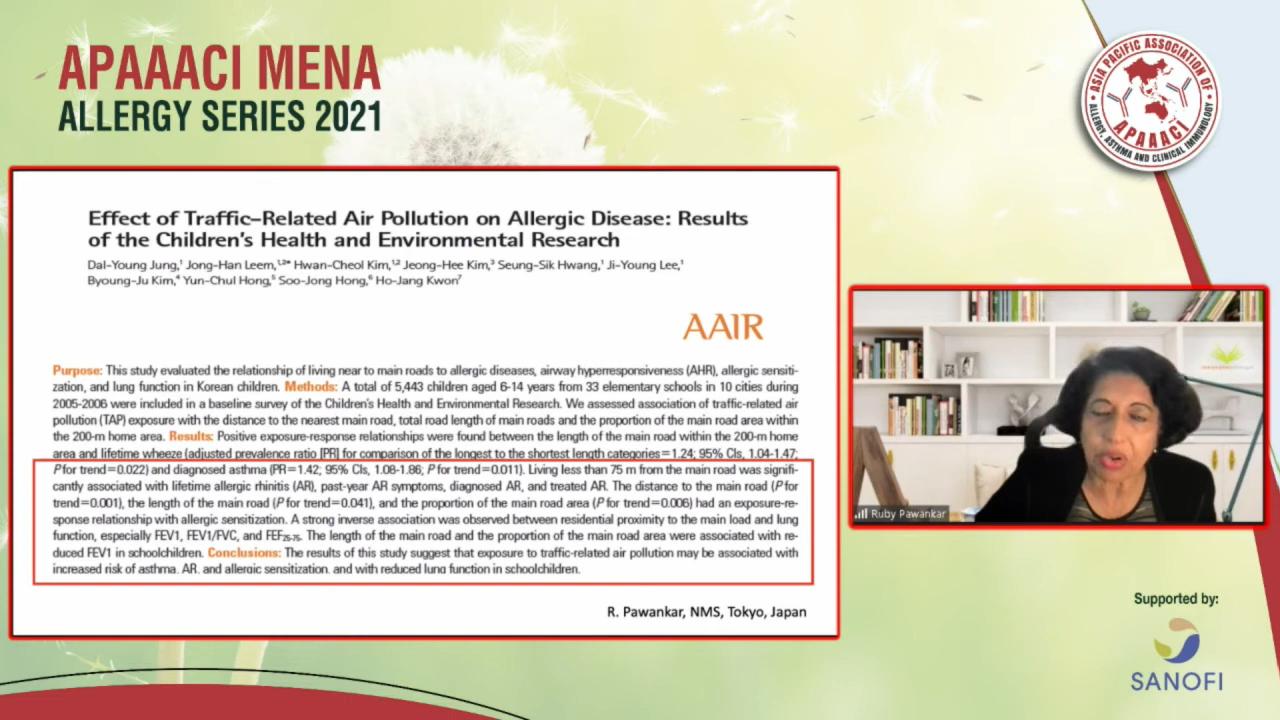 APAAACI MENA
ALLERGY SERIES 2021
ASIA PACIFIC ASSOCIATION OF
ALLERGY, ASTHMA AND CLINICAL IMMUNOLOGY
APAAACI
Effect of Traffic-Related Air Pollution on Allergic Disease: Results
of the Children's Health and Environmental Research
Dal-Young Jung,¹ Jong-Han Leem,¹,²* Hwan-Cheol Kim,¹,² Jeong-Hee Kim,³ Seung-Sik Hwang,¹ Ji-Young Lee,¹
Byoung-Ju Kim,⁴ Yun-Chul Hong,⁵ Soo-Jong Hong,⁶ Ho-Jang Kwon⁷
AAIR
Purpose: This study evaluated the relationship of living near to main roads to allergic diseases, airway hyperresponsiveness (AHR), allergic sensiti-
zation, and lung function in Korean children. Methods: A total of 5,443 children aged 6-14 years from 33 elementary schools in 10 cities during
2005-2006 were included in a baseline survey of the Children's Health and Environmental Research. We assessed association of traffic-related air
pollution (TAP) exposure with the distance to the nearest main road, total road length of main roads and the proportion of the main road area within
the 200-m home area. Results: Positive exposure-response relationships were found between the length of the main road within the 200-m home
area and lifetime wheeze (adjusted prevalence ratio [PR] for comparison of the longest to the shortest length categories=1.24; 95% CIs, 1.04-1.47;
P for trend=0.022) and diagnosed asthma (PR=1.42; 95% CIs, 1.08-1.86; P for trend=0.011). Living less than 75 m from the main road was signifi-
cantly associated with lifetime allergic rhinitis (AR), past-year AR symptoms, diagnosed AR, and treated AR. The distance to the main road (P for
trend=0.001), the length of the main road (P for trend=0.041), and the proportion of the main road area (P for trend=0.006) had an exposure-re-
sponse relationship with allergic sensitization. A strong inverse association was observed between residential proximity to the main load and lung
function, especially FEV1, FEV1/FVC, and FEF25-75. The length of the main road and the proportion of the main road area were associated with re-
duced FEV1 in schoolchildren. Conclusions: The results of this study suggest that exposure to traffic-related air pollution may be associated with
increased risk of asthma, AR, and allergic sensitization, and with reduced lung function in schoolchildren.
R. Pawankar, NMS, Tokyo, Japan
Ruby Pawankar
Supported by:
SANOFI